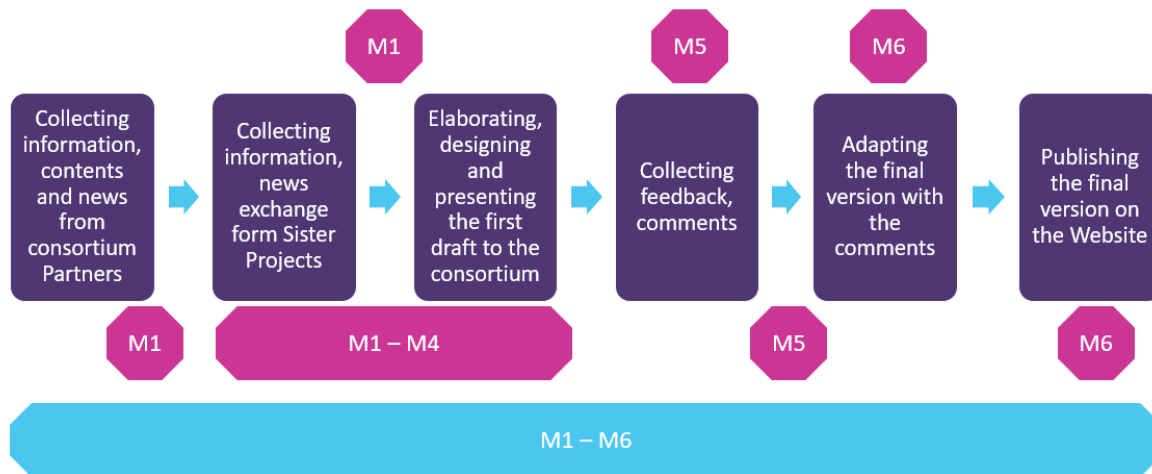 M1
M5
M6
Collecting
information,
contents
and news
from
consortium
Partners
Collecting
information,
news
exchange
form Sister
Projects
Elaborating,
designing
and
presenting
the first
draft to the
consortium
Collecting
feedback,
comments
Adapting
the final
version with
the
comments
Publishing
the final
version on
the Website
M1
M1 – M4
M5
M6
M1 – M6